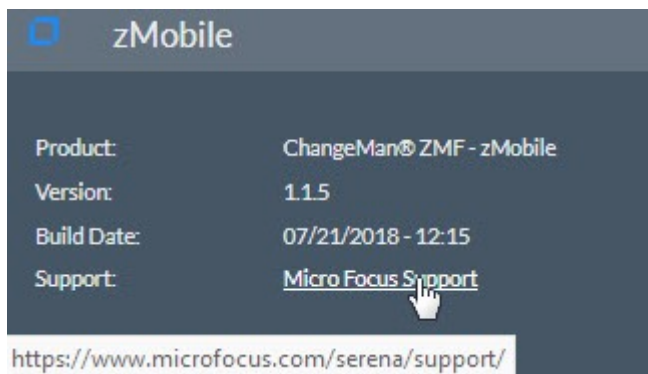 zMobile
Product: ChangeMan® ZMF - zMobile
Version: 1.1.5
Build Date: 07/21/2018 - 12:15
Support: Micro Focus Support
https://www.microfocus.com/serena/support/